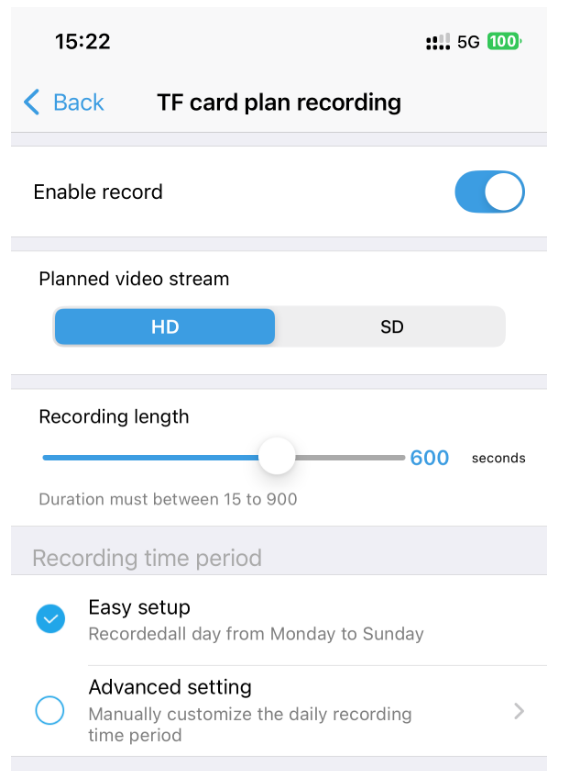 15:22 5G 100
Back TF card plan recording
Enable record
Planned video stream
HD SD
Recording length
600 seconds
Duration must between 15 to 900
Recording time period
Easy setup
Recordedall day from Monday to Sunday
Advanced setting
Manually customize the daily recording
time period